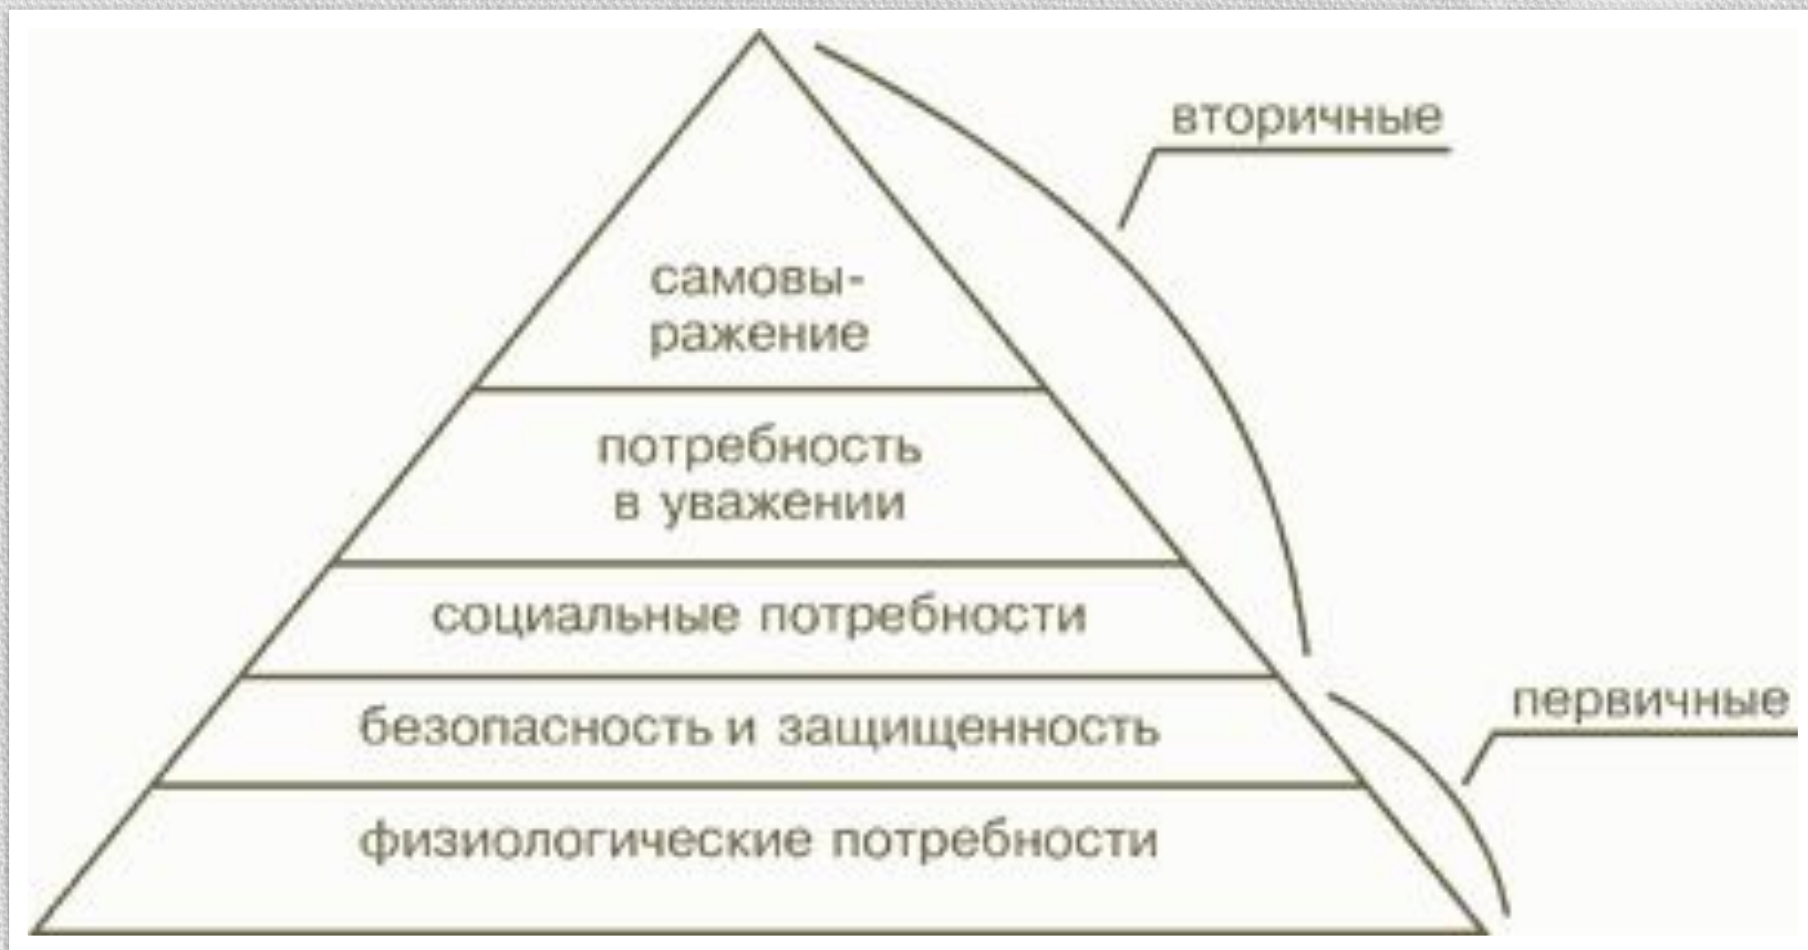 вторичные
самовы-
ражение
потребность
в уважении
социальные потребности
первичные
безопасность и защищенность
физиологические потребности